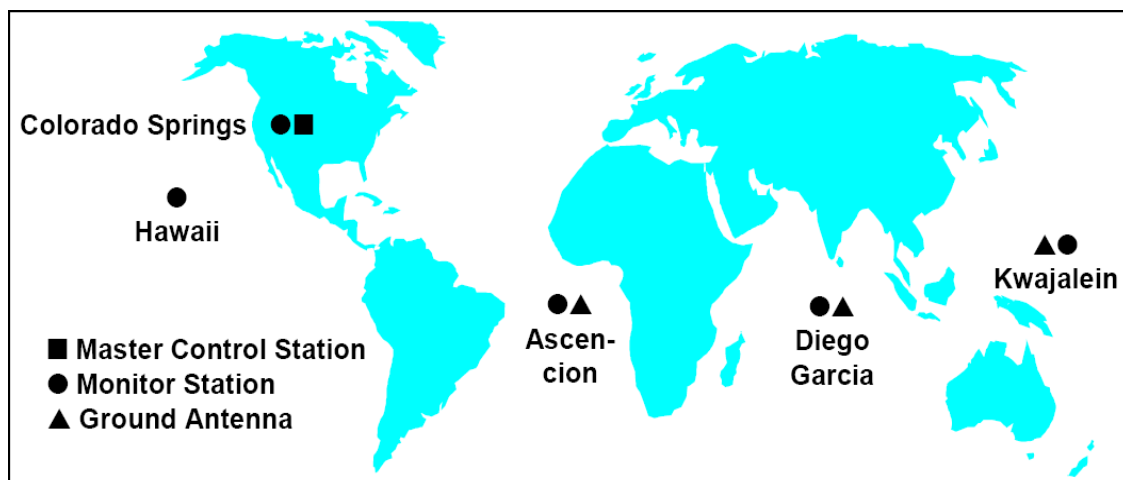 Colorado Springs
Hawaii
Kwajalein
Ascen-
cion
Diego
Garcia
Master Control Station
Monitor Station
Ground Antenna